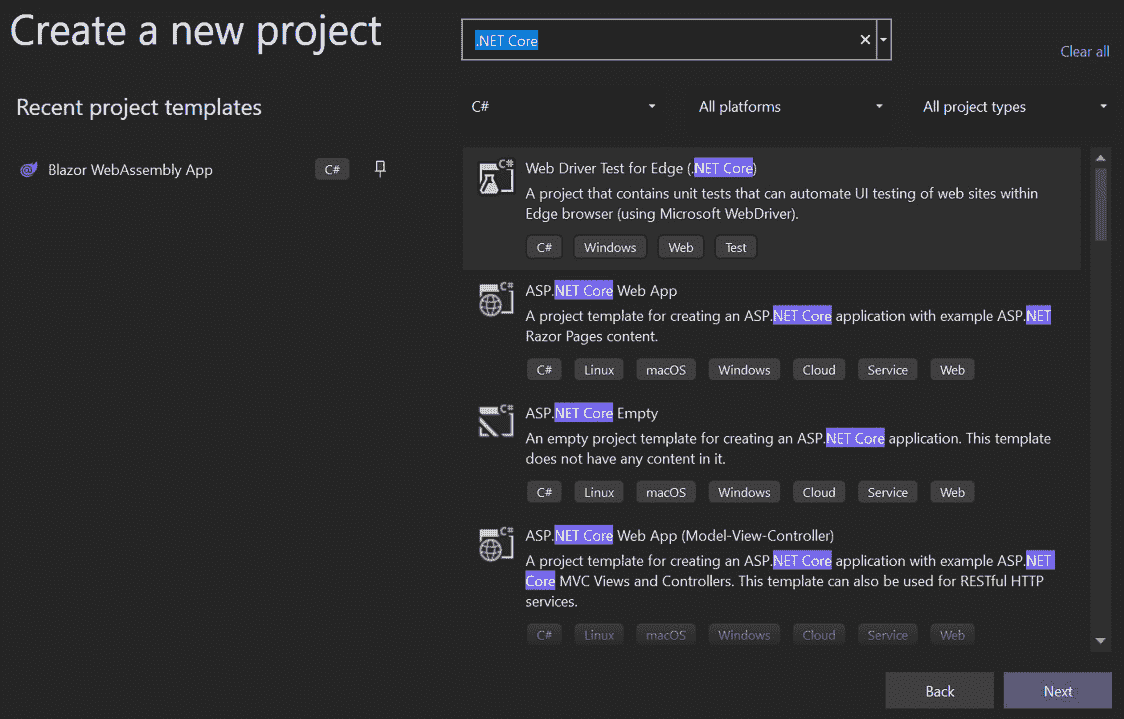 Create a new project
.NET Core
Clear all
Recent project templates
C#
All platforms
All project types
Blazor WebAssembly App
C#
Web Driver Test for Edge (.NET Core)
A project that contains unit tests that can automate UI testing of web sites within
Edge browser (using Microsoft WebDriver).
C# Windows Web Test
ASP.NET Core Web App
A project template for creating an ASP.NET Core application with example ASP.NET
Razor Pages content.
C# Linux macOS Windows Cloud Service Web
ASP.NET Core Empty
An empty project template for creating an ASP.NET Core application. This template
does not have any content in it.
C# Linux macOS Windows Cloud Service Web
ASP.NET Core Web App (Model-View-Controller)
A project template for creating an ASP.NET Core application with example ASP.NET
Core MVC Views and Controllers. This template can also be used for RESTful HTTP
services.
C# Linux macOS Windows Cloud Service Web
Back
Next